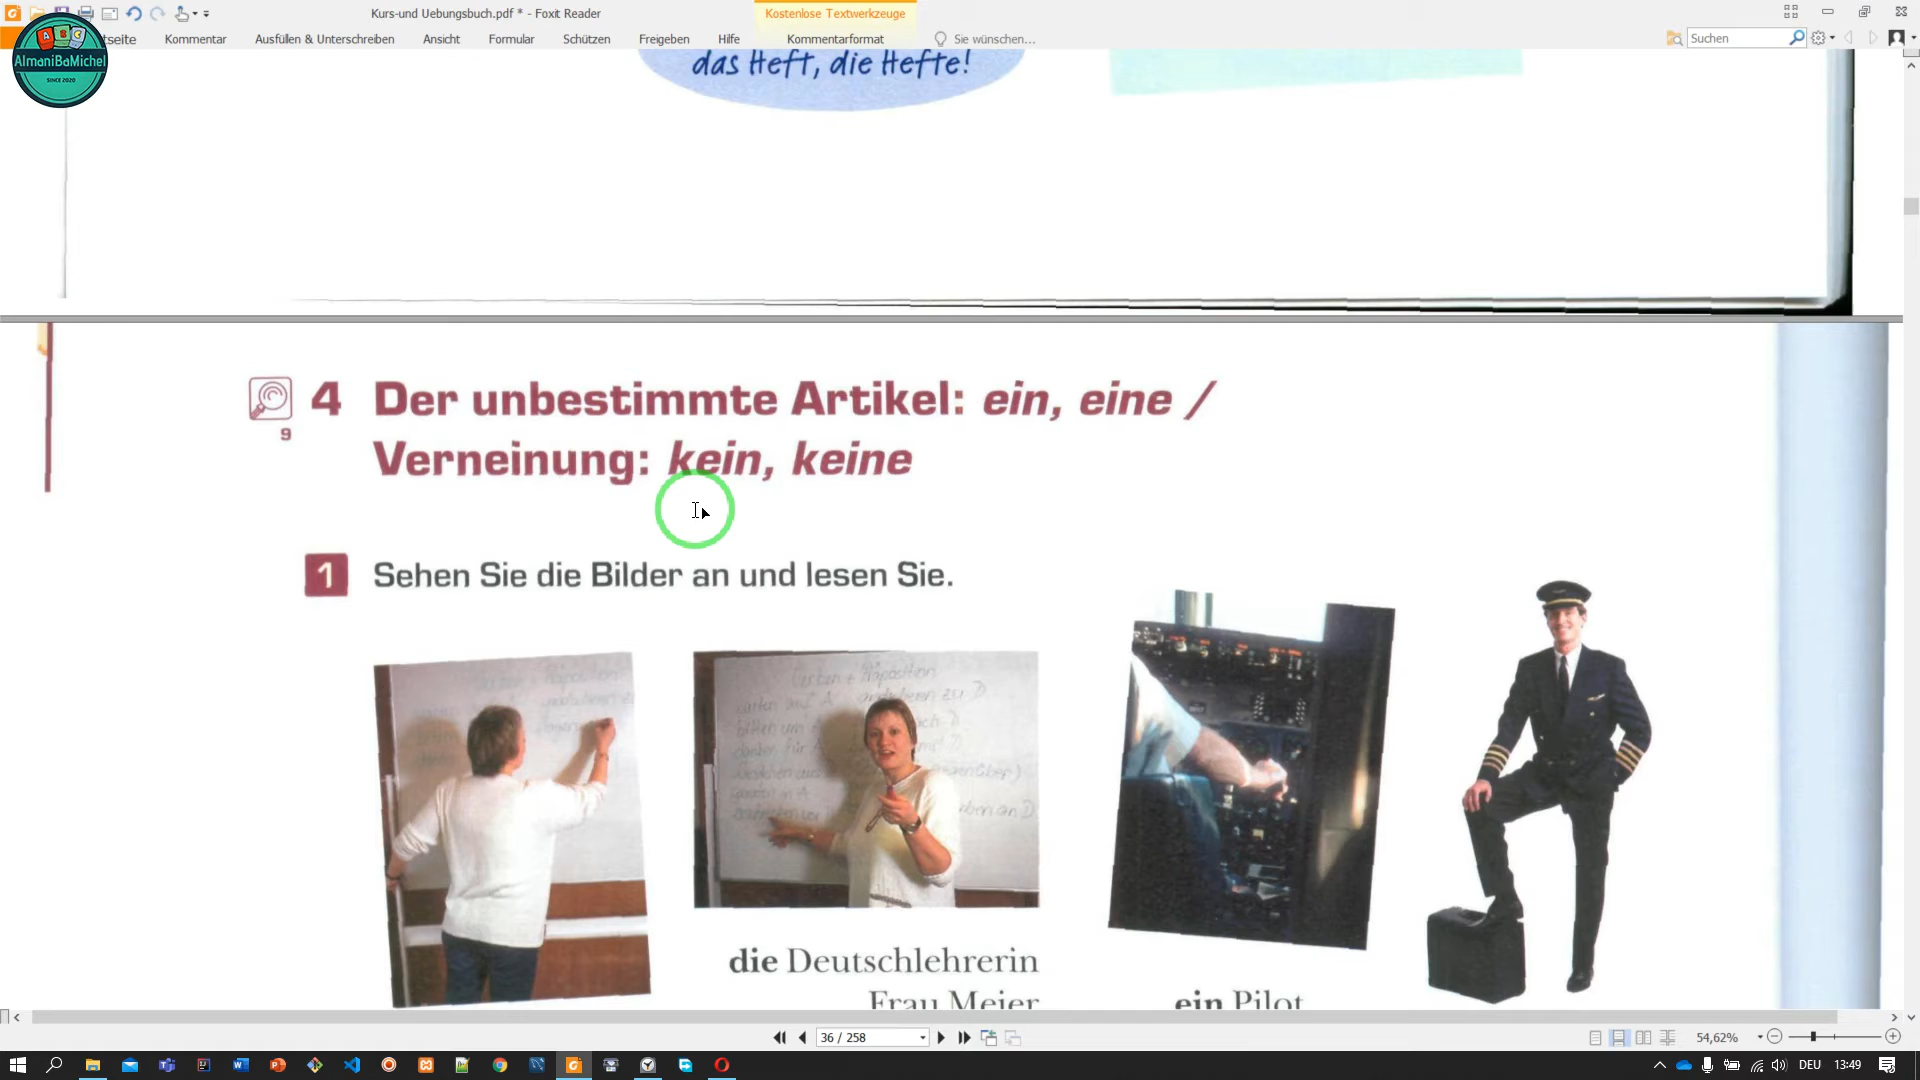 Kurs-und Uebungsbuch.pdf * - Foxit Reader
Kostenlose Textwerkzeuge
Kommentar
Ausfüllen & Unterschreiben
Ansicht
Formular
Schützen
Freigeben
Hilfe
Kommentarformat
Sie wünschen...
Suchen
ABC
AlmaniBaMichel
SINCE 2020
das Heft, die Hefte!
9
4 Der unbestimmte Artikel: ein, eine /
Verneinung: kein, keine
1 Sehen Sie die Bilder an und lesen Sie.
die Deutschlehrerin
Frau Meier
ein Pilot
36 / 258
54,62%
DEU
13:49